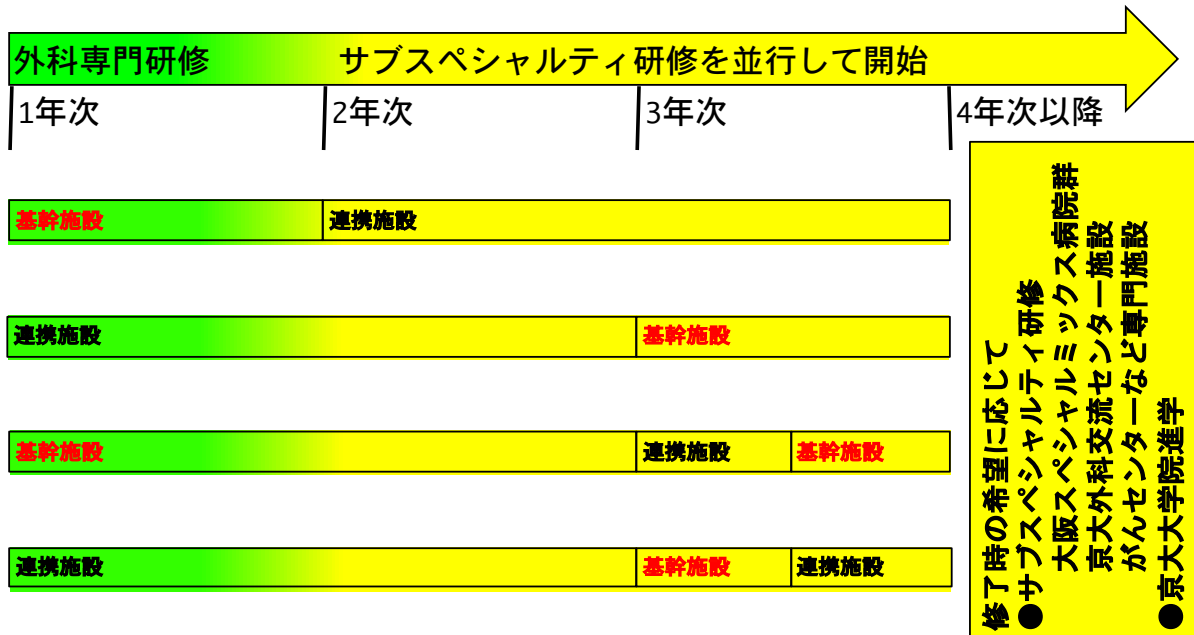 外科専門研修 サブスペシャルティ研修を並行して開始
1年次 2年次 3年次 4年次以降
基幹施設 連携施設
連携施設 基幹施設
基幹施設 連携施設 基幹施設
連携施設 基幹施設 連携施設
修了時の希望に応じて
●サブスペシャルティ研修
大阪スペシャルミックス病院群
京大外科交流センター施設
がんセンターなど専門施設
●京大大学院進学